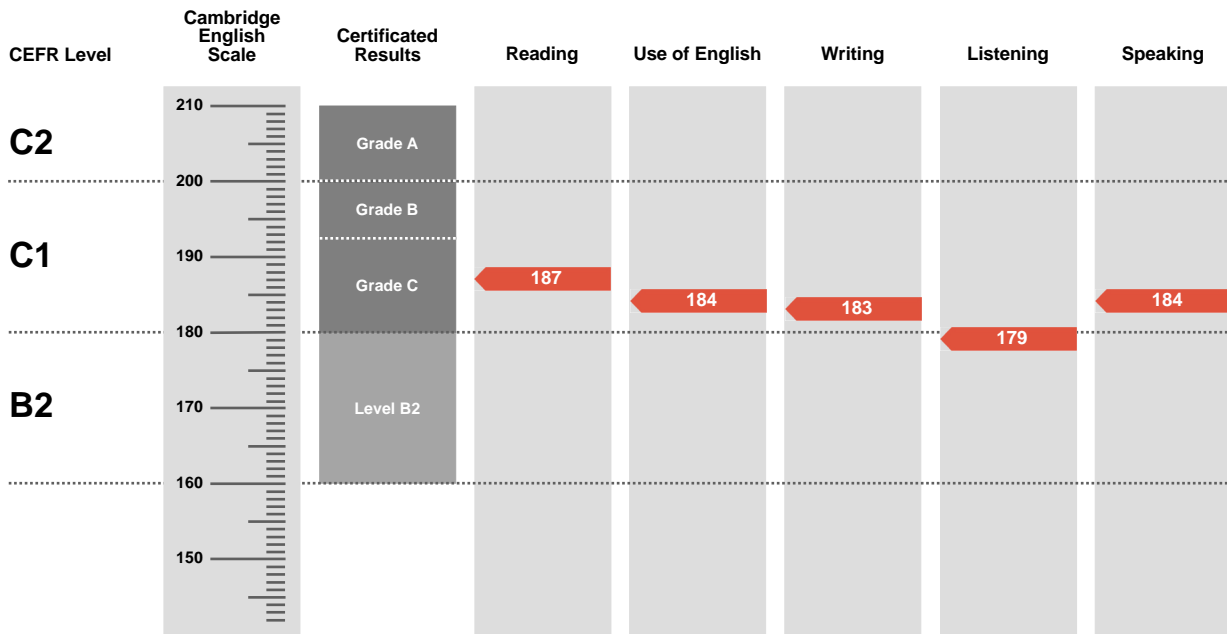 CEFR Level
Cambridge
English
Scale
Certificated
Results
Reading
Use of English
Writing
Listening
Speaking
210
C2
Grade A
200
Grade B
C1
190
Grade C
187
184
183
184
180
179
B2
170
Level B2
160
150